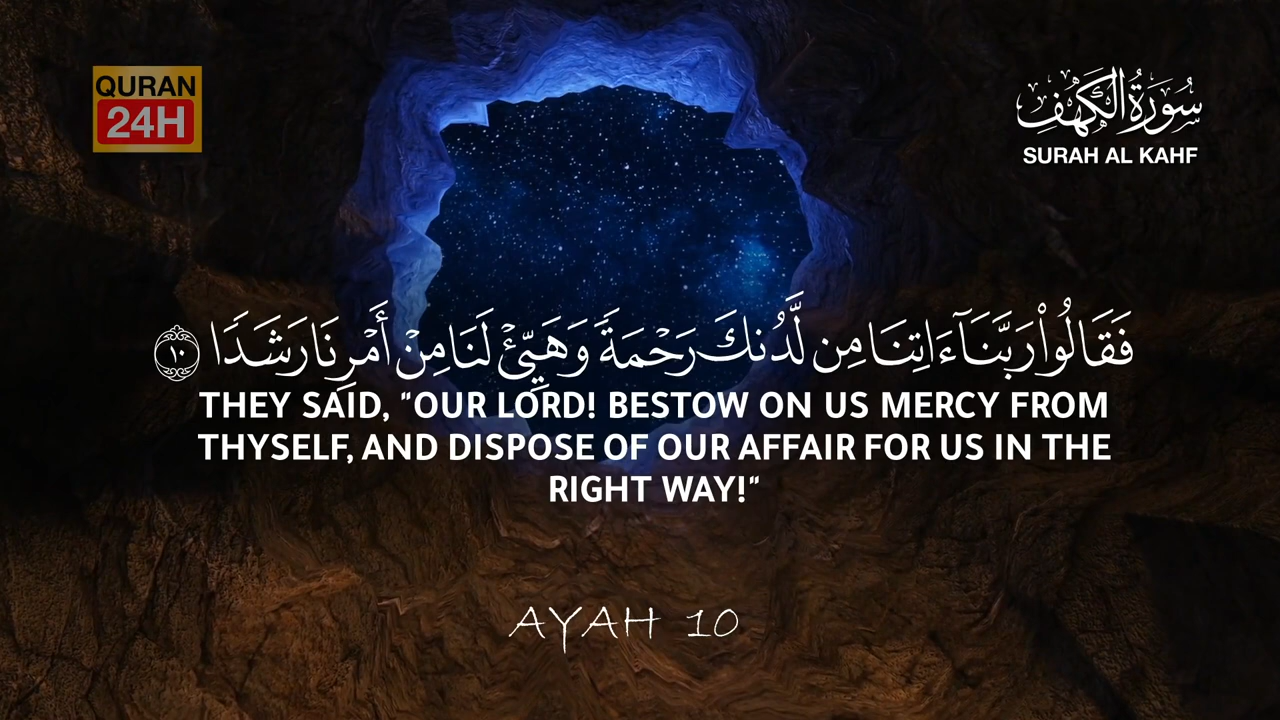 QURAN
24H
سُورَةُ الْكَهْفِ
SURAH AL KAHF
فَقَالُوا۟ رَبَّنَآ ءَاتِنَا مِن لَّدُنكَ رَحْمَةً وَهَيِّئْ لَنَا مِنْ أَمْرِنَا رَشَدًا ١٠
THEY SAID, "OUR LORD! BESTOW ON US MERCY FROM
THYSELF, AND DISPOSE OF OUR AFFAIR FOR US IN THE
RIGHT WAY!"
AYAH 10